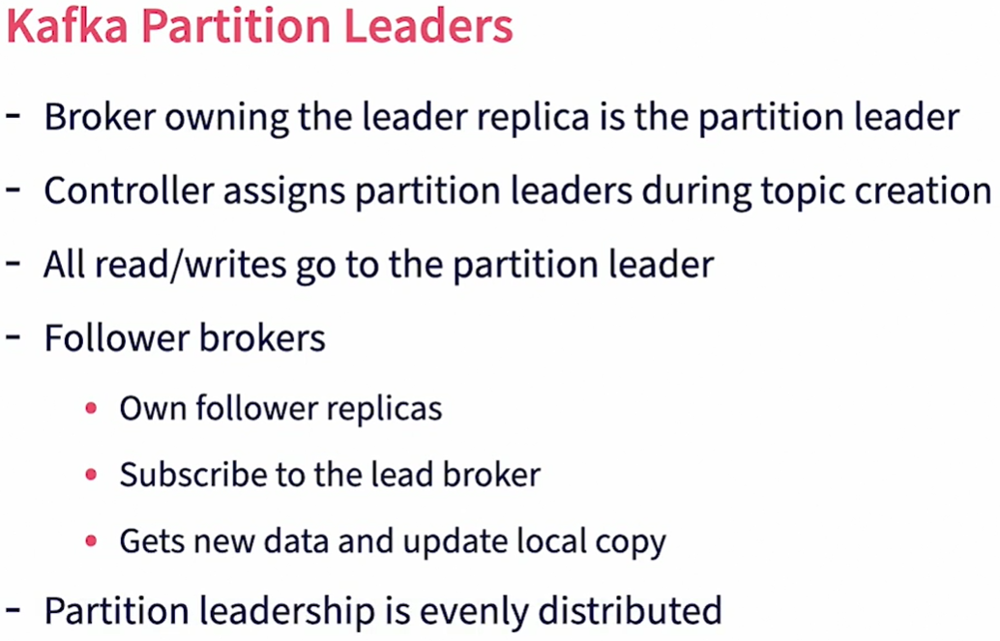 Kafka Partition Leaders
- Broker owning the leader replica is the partition leader
- Controller assigns partition leaders during topic creation
- All read/writes go to the partition leader
- Follower brokers
• Own follower replicas
• Subscribe to the lead broker
• Gets new data and update local copy
- Partition leadership is evenly distributed